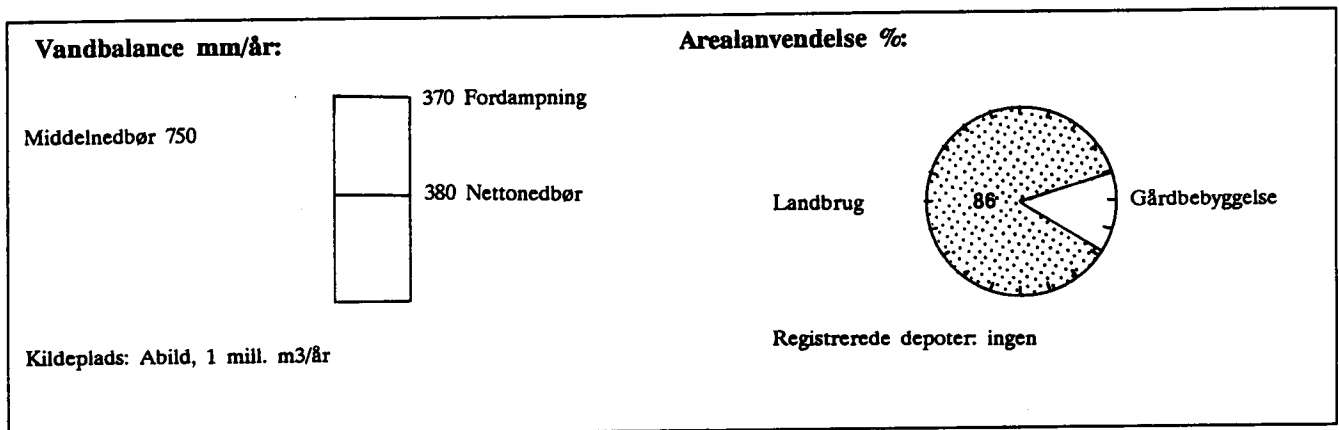 Vandbalance mm/år:
370 Fordampning
Middelnedbør 750
380 Nettonedbør
Kildeplads: Abild, 1 mill. m3/år
Arealanvendelse %:
Landbrug
86
Gårdbebyggelse
Registrerede depoter: ingen